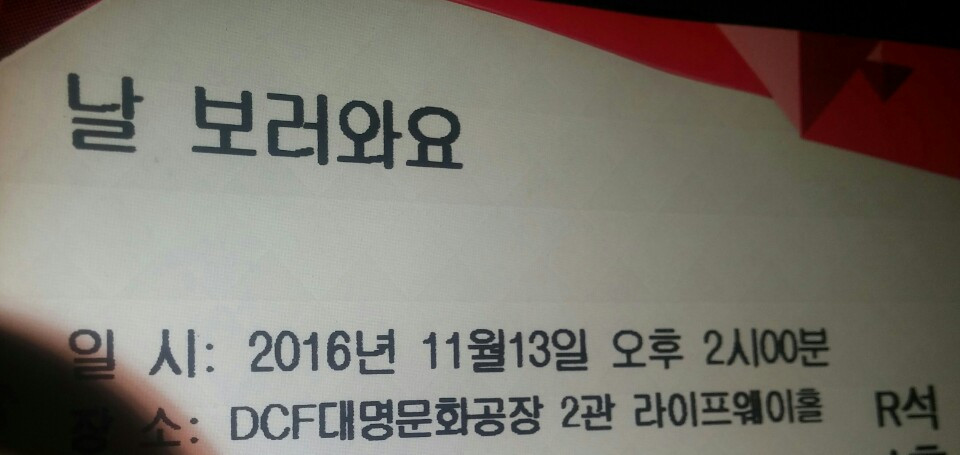 날 보러와요
일 시: 2016년 11월13일 오후 2시00분
장 소: DCF대명문화공장 2관 라이프웨이홀 R석